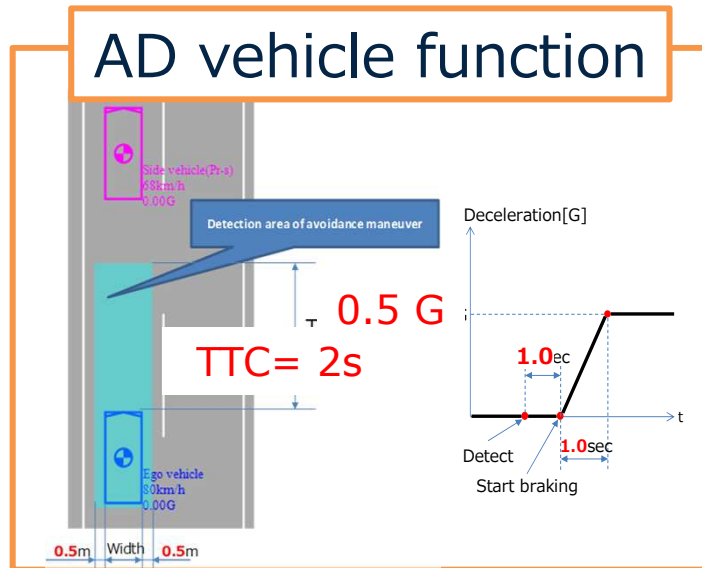 AD vehicle function
Side vehicle(Pr-s)
68km/h
0.00G
Detection area of avoidance maneuver
Deceleration[G]
0.5 G
TTC= 2s
1.0ec
t
Detect
1.0sec
Start braking
Ego vehicle
80km/h
0.00G
0.5m Width 0.5m